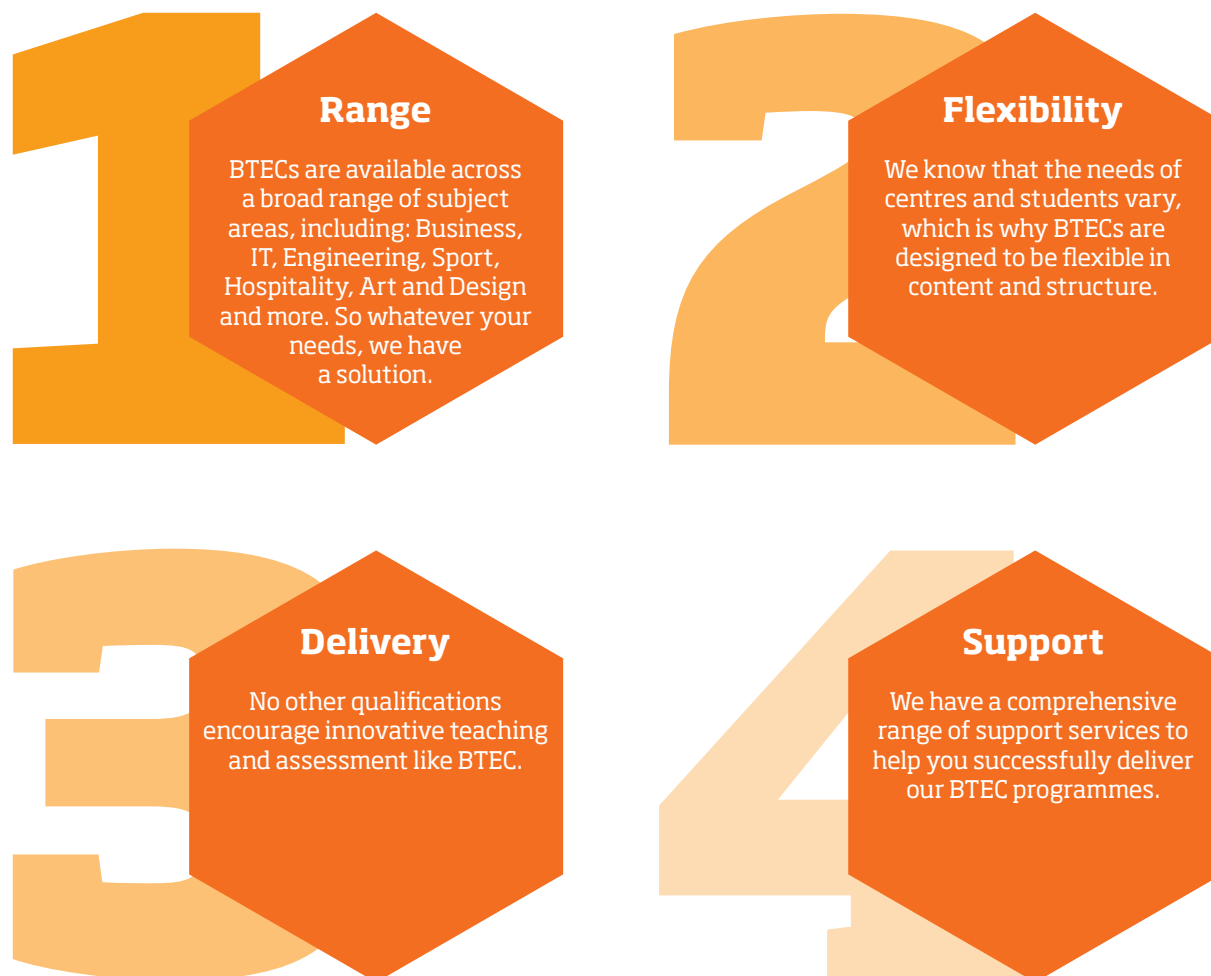 1
Range
BTECs are available across
a broad range of subject
areas, including: Business,
IT, Engineering, Sport,
Hospitality, Art and Design
and more. So whatever your
needs, we have
a solution.
2
Flexibility
We know that the needs of
centres and students vary,
which is why BTECs are
designed to be flexible in
content and structure.
3
Delivery
No other qualifications
encourage innovative teaching
and assessment like BTEC.
4
Support
We have a comprehensive
range of support services to
help you successfully deliver
our BTEC programmes.